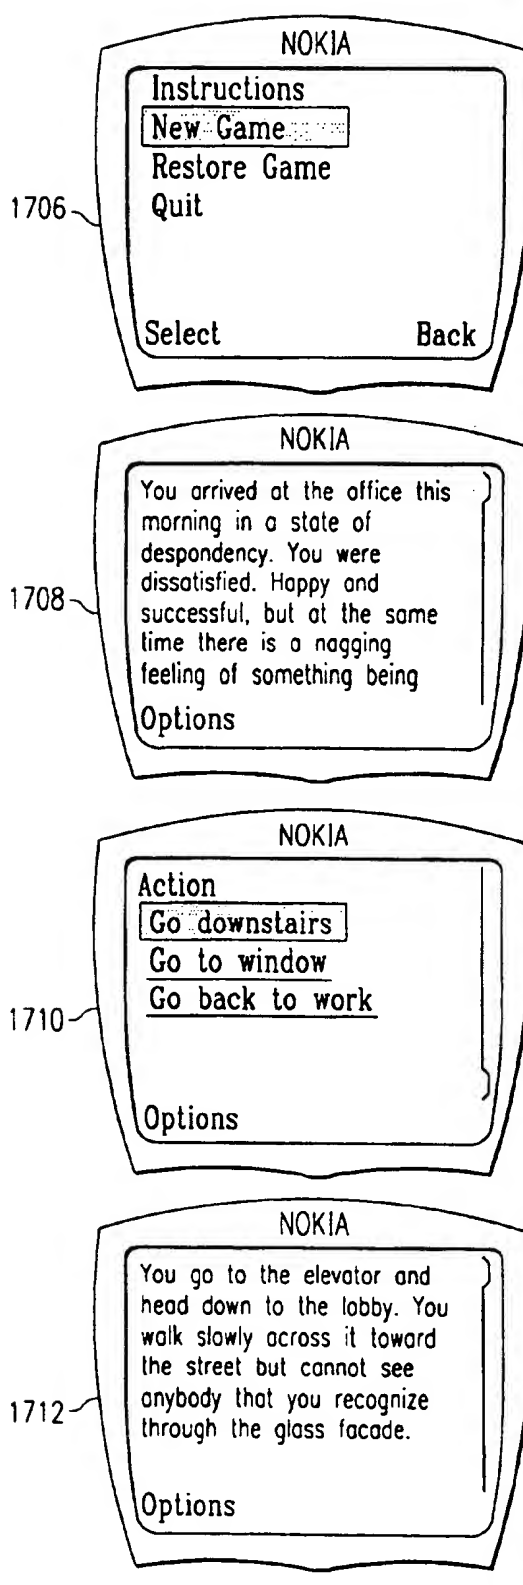 NOKIA
Instructions
New Game
Restore Game
1706
Quit
Select Back
NOKIA
You arrived at the office this
morning in a state of
despondency. You were
dissatisfied. Happy and
1708
successful, but at the same
time there is a nagging
feeling of something being
Options
NOKIA
Action
Go downstairs
Go to window
Go back to work
1710
Options
NOKIA
You go to the elevator and
head down to the lobby. You
walk slowly across it toward
the street but cannot see
anybody that you recognize
1712
through the glass facade.
Options